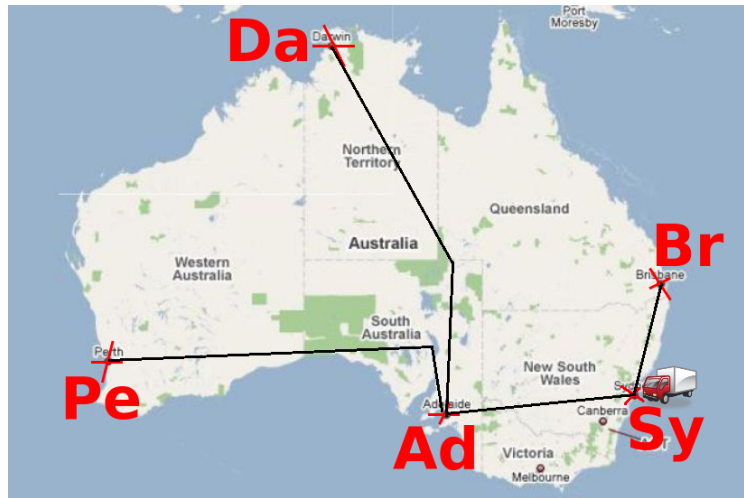 Port
Moresby
Da
Darwin
Northern
Territory
Queensland
Australia
Western
Australia
Br
Brisbane
South
Australia
Perth
Pe
New South
Wales
Adelaide
Ad
Canberra
Sy
Victoria
Melbourne